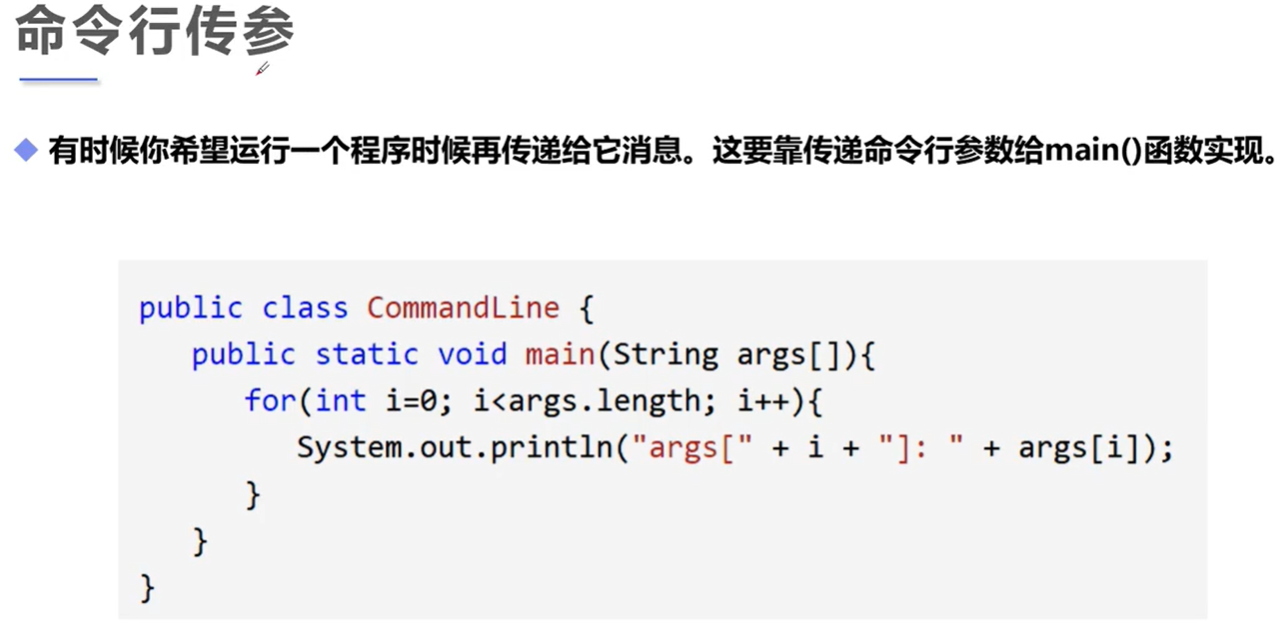 命令行传参
有时候你希望运行一个程序时候再传递给它消息。这要靠传递命令行参数给main()函数实现。
public class CommandLine {
   public static void main(String args[]){
      for(int i=0; i<args.length; i++){
         System.out.println("args[" + i + "]: " + args[i]);
      }
   }
}